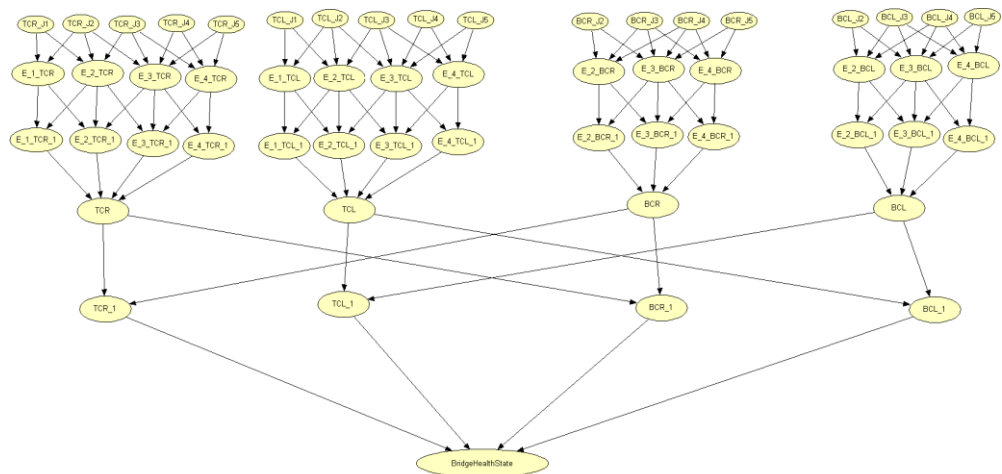 TCR_J1 TCR_J2 TCR_J3 TCR_J4 TCR_J5 TCL_J1 TCL_J2 TCL_J3 TCL_J4 TCL_J5 BCR_J2 BCR_J3 BCR_J4 BCR_J5 BCL_J2 BCL_J3 BCL_J4 BCL_J5
E_1_TCR E_2_TCR E_3_TCR E_4_TCR E_1_TCL E_2_TCL E_3_TCL E_4_TCL E_2_BCR E_3_BCR E_4_BCR E_2_BCL E_3_BCL E_4_BCL
E_1_TCR_1 E_2_TCR_1 E_3_TCR_1 E_4_TCR_1 E_1_TCL_1 E_2_TCL_1 E_3_TCL_1 E_4_TCL_1 E_2_BCR_1 E_3_BCR_1 E_4_BCR_1 E_2_BCL_1 E_3_BCL_1 E_4_BCL_1
TCR TCL BCR BCL
TCR_1 TCL_1 BCR_1 BCL_1
BridgeHealthState